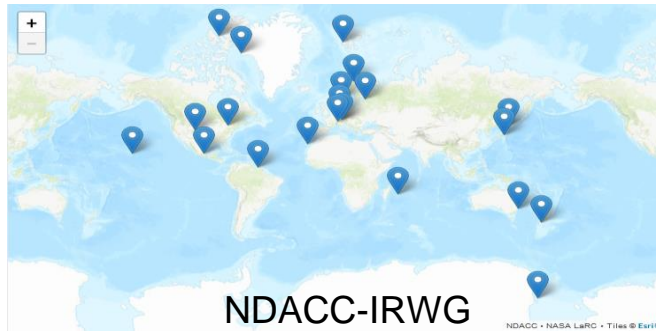 +
−
NDACC-IRWG
NDACC • NASA LaRC • Tiles © Esri